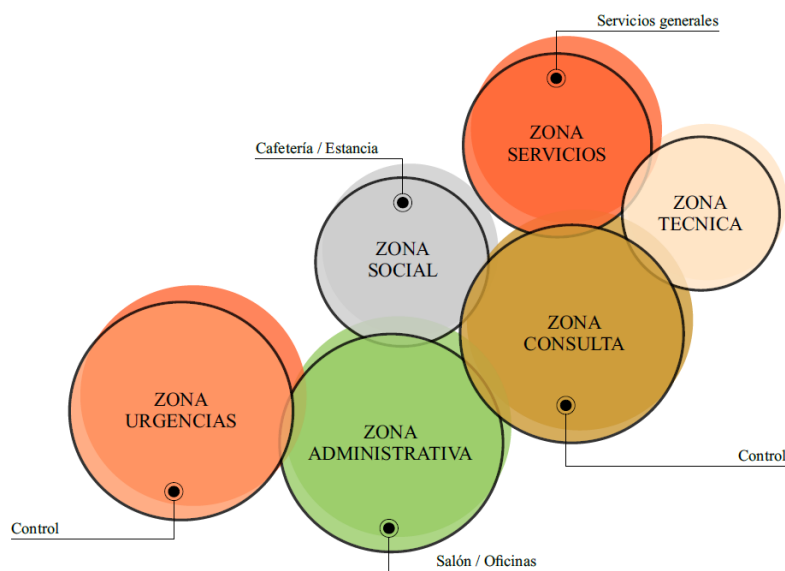 Servicios generales
ZONA
SERVICIOS
Cafetería / Estancia
ZONA
TECNICA
ZONA
SOCIAL
ZONA
CONSULTA
ZONA
URGENCIAS
ZONA
ADMINISTRATIVA
Control
Control
Salón / Oficinas